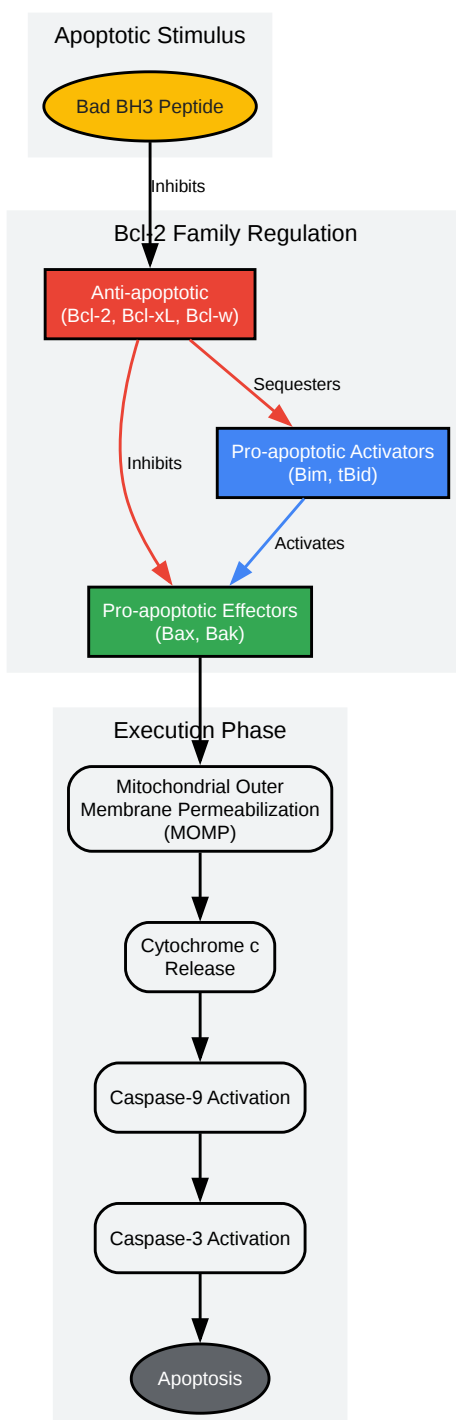 Apoptotic Stimulus
Bad BH3 Peptide
Inhibits
Bcl-2 Family Regulation
Anti-apoptotic
(Bcl-2, Bcl-xL, Bcl-w)
Sequesters
Pro-apoptotic Activators
(Bim, tBid)
Inhibits
Activates
Pro-apoptotic Effectors
(Bax, Bak)
Execution Phase
Mitochondrial Outer
Membrane Permeabilization
(MOMP)
Cytochrome c
Release
Caspase-9 Activation
Caspase-3 Activation
Apoptosis